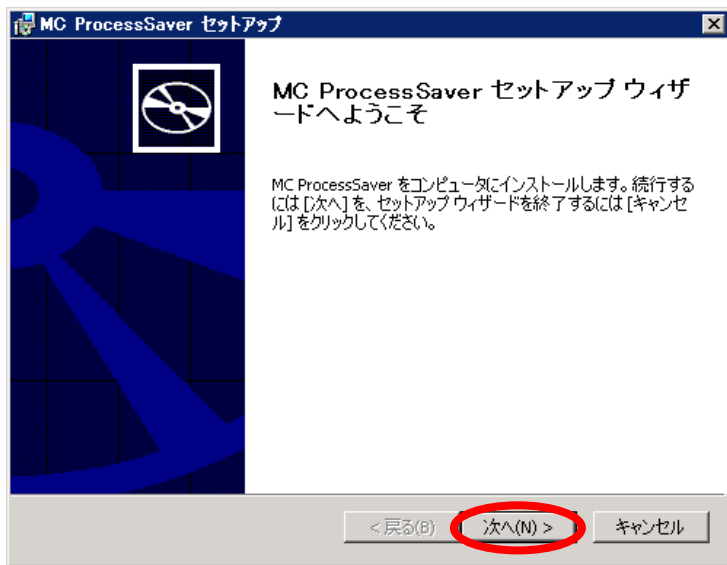 MC ProcessSaver セットアップ
MC ProcessSaver セットアップ ウィザ
ードへようこそ
MC ProcessSaver をコンピュータにインストールします。続行する
には [次へ] を、セットアップ ウィザードを終了するには [キャンセ
ル] をクリックしてください。
< 戻る(B)
次へ(N) >
キャンセル